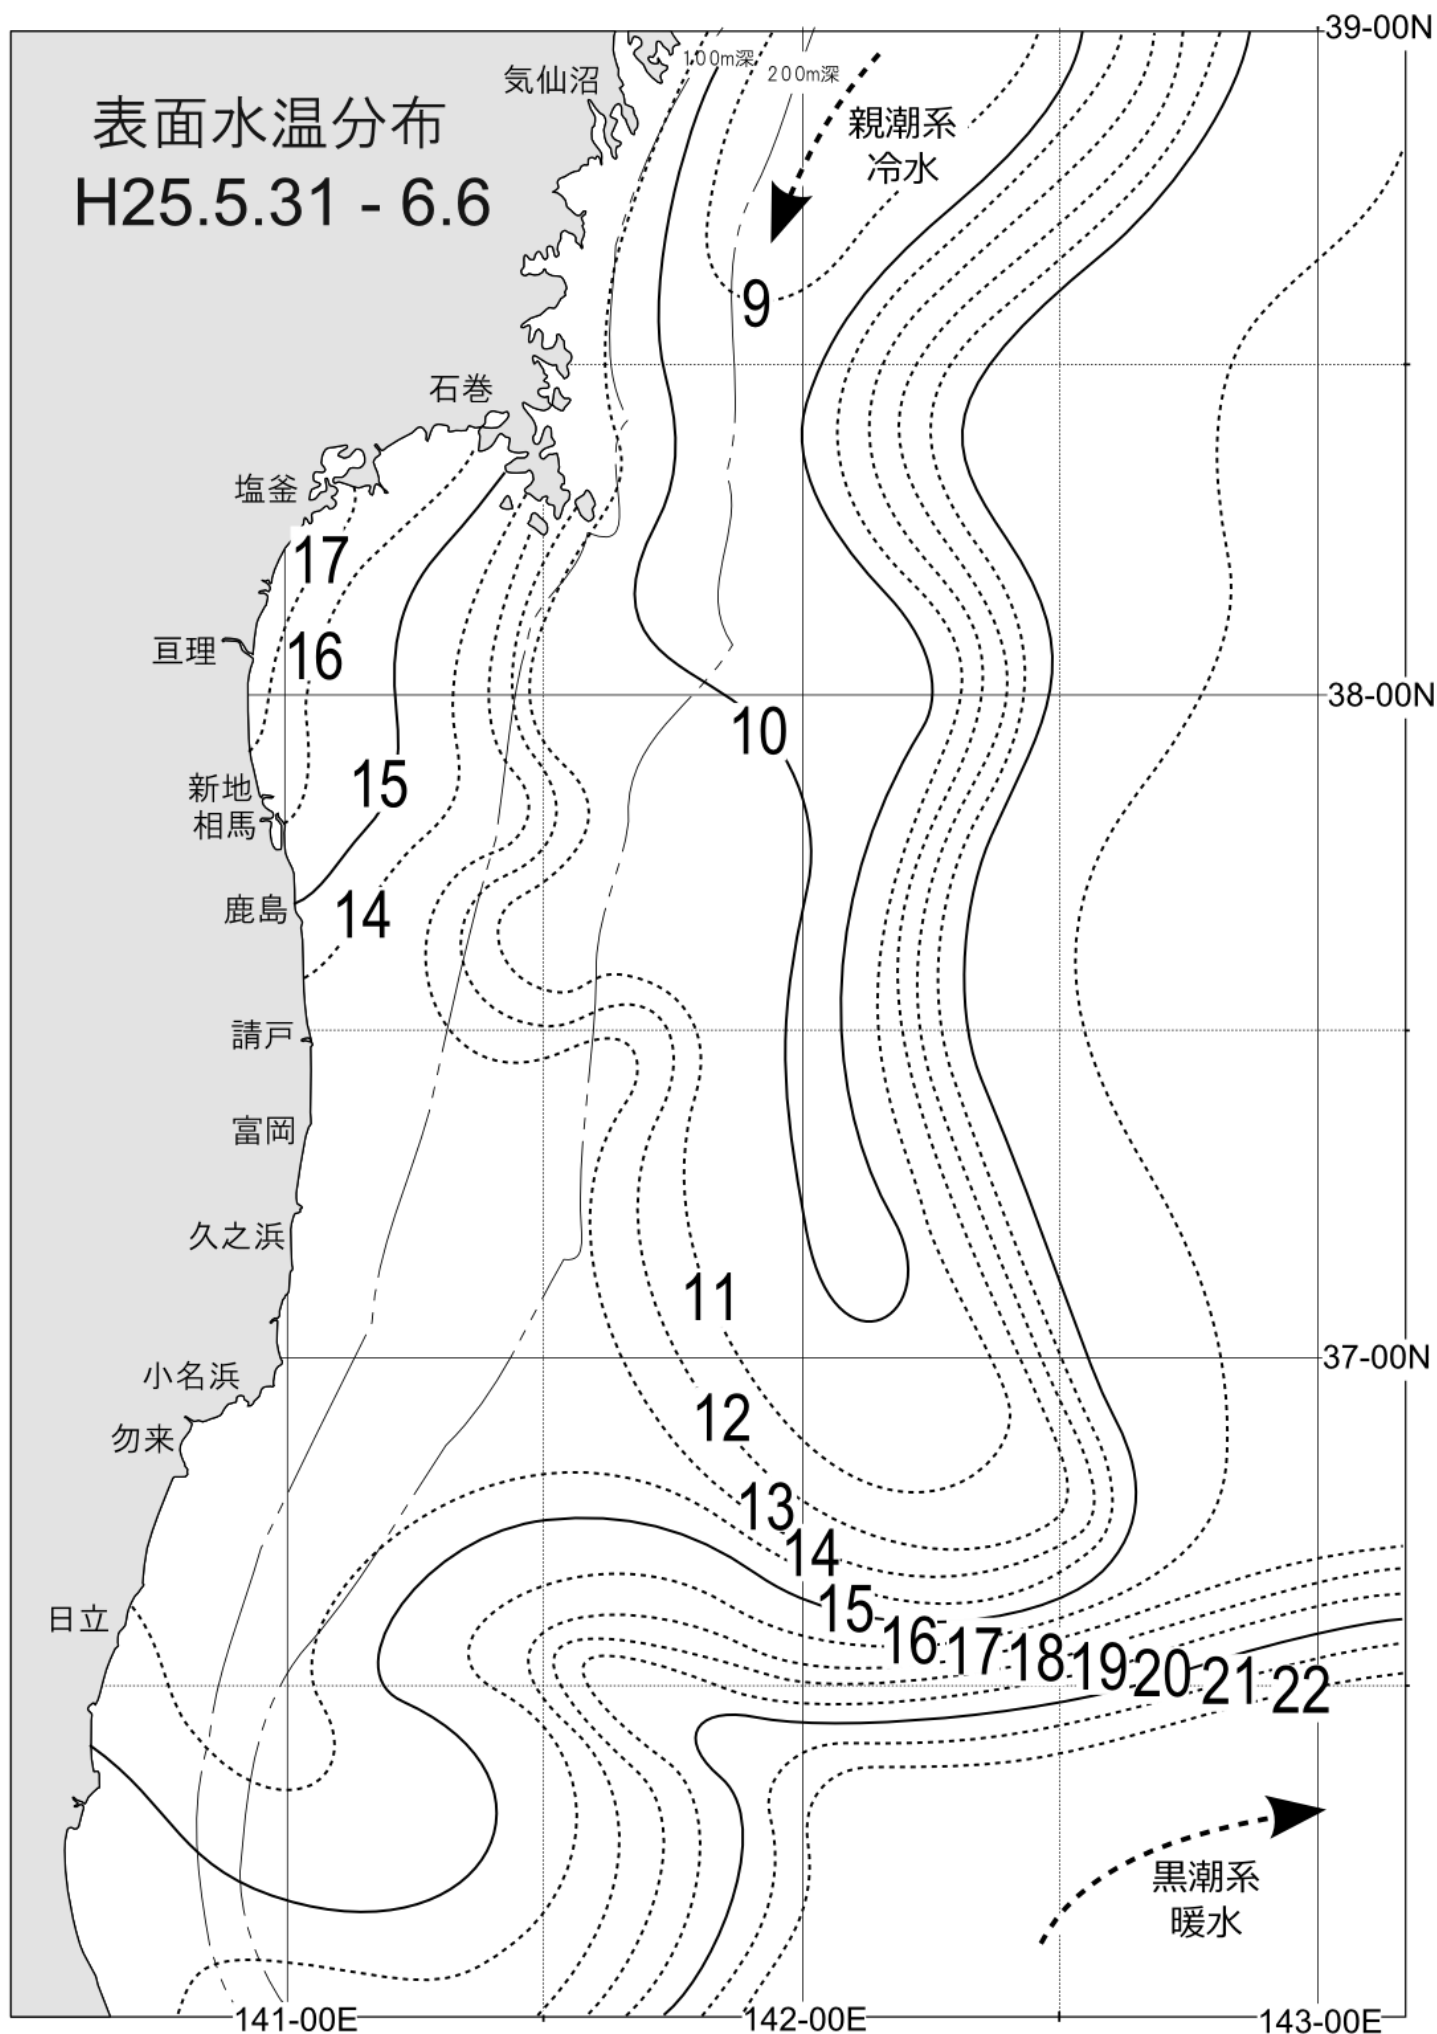 39-00N
100m深
200m深
気仙沼
表面水温分布
H25.5.31 - 6.6
親潮系
冷水
9
石巻
塩釜
17
亘理
16
38-00N
10
新地
15
相馬
鹿島
14
請戸
富岡
久之浜
11
37-00N
小名浜
12
勿来
13
14
日立
15
16
17
18
19
20
21
22
黒潮系
暖水
141-00E
142-00E
143-00E